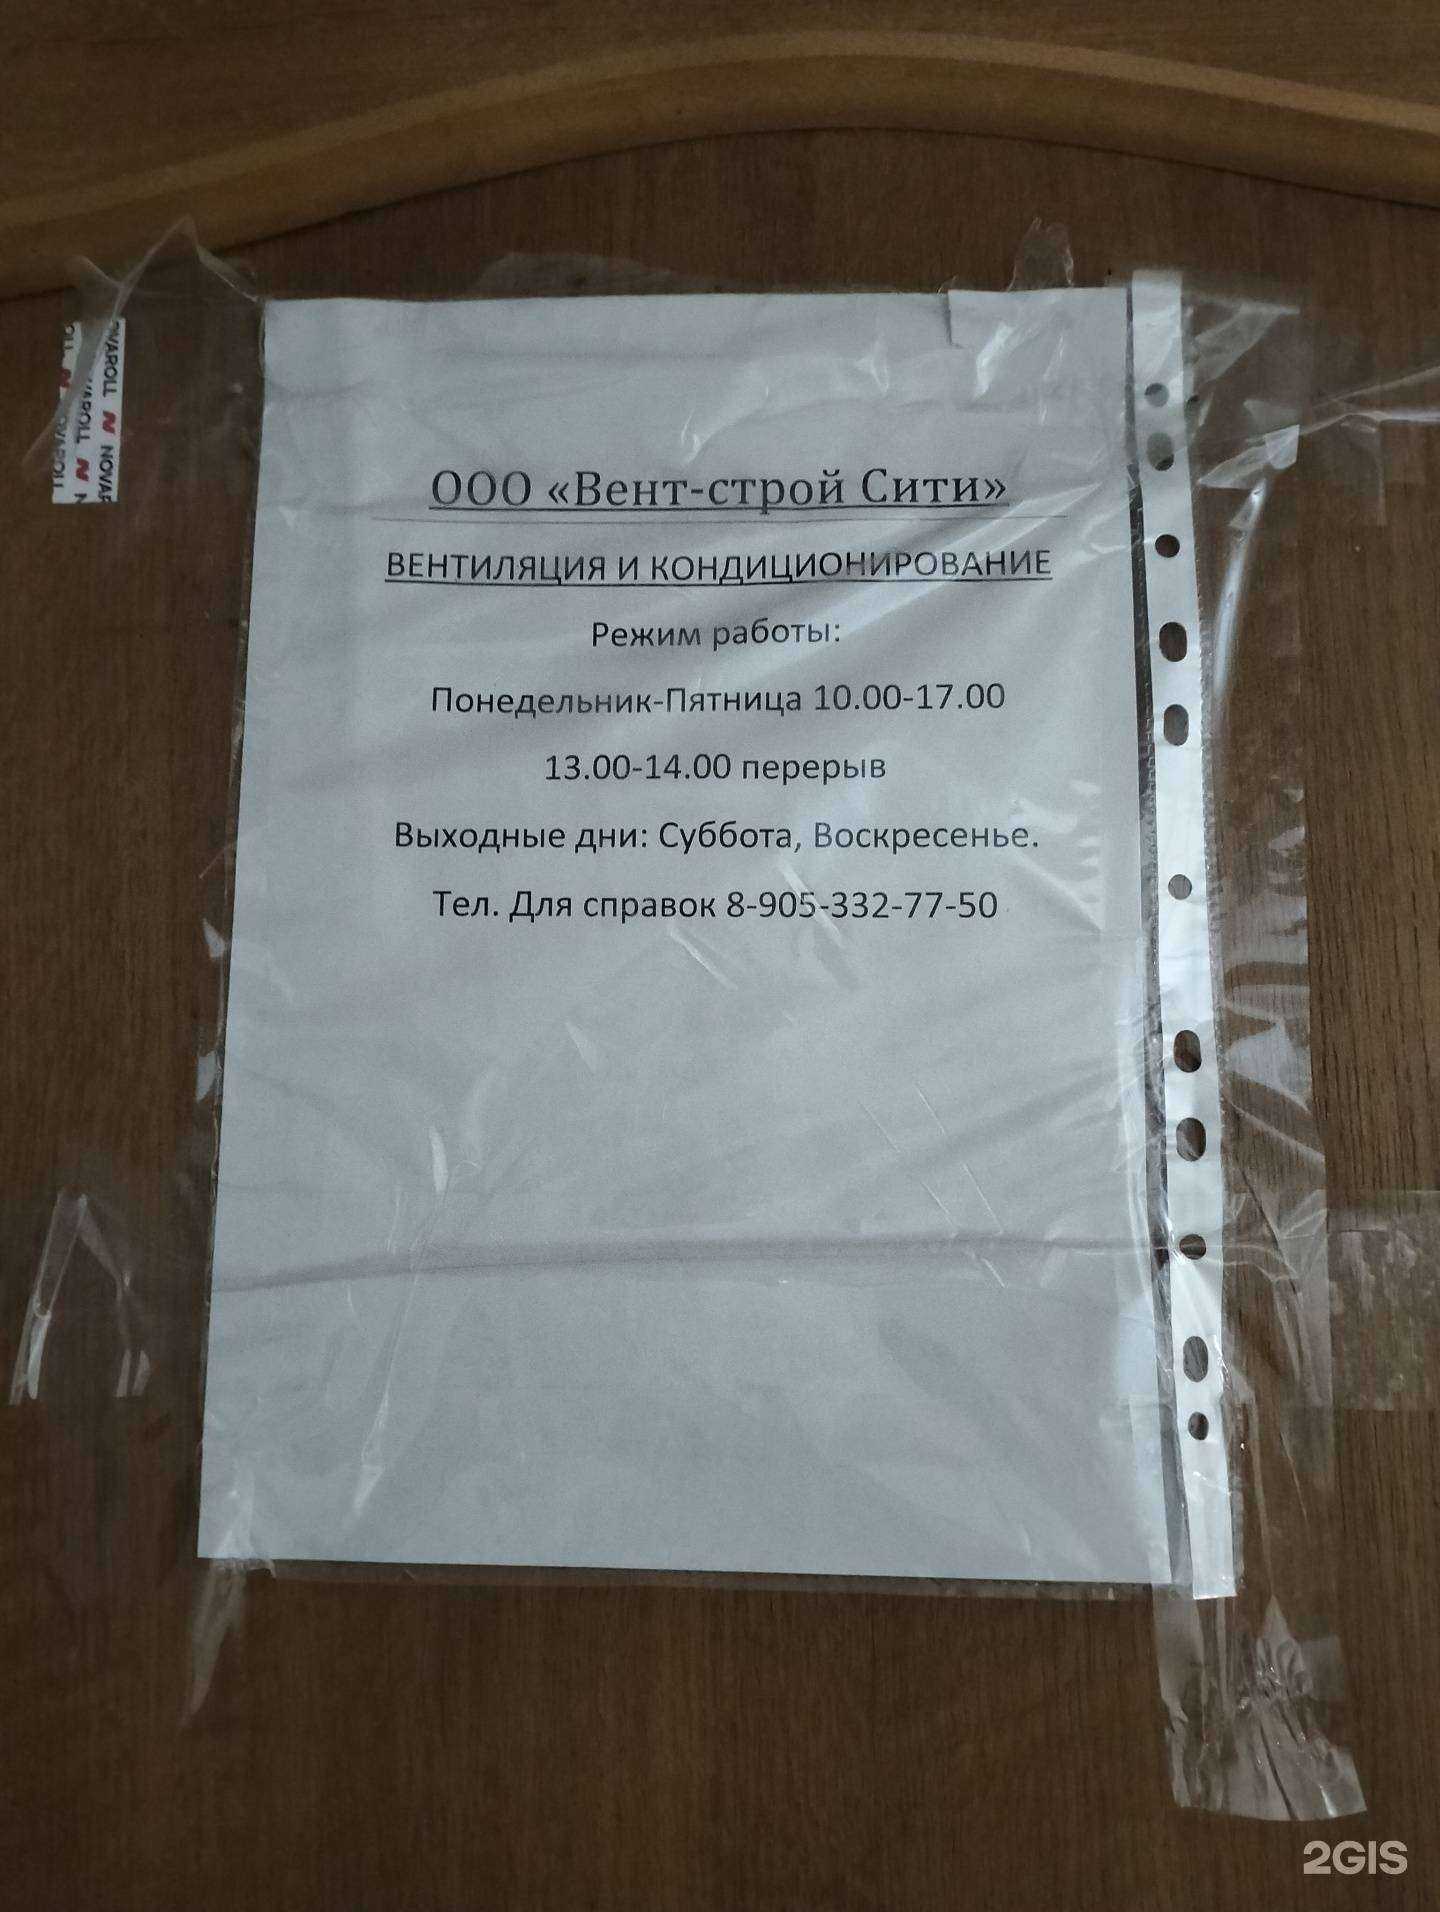 ООО «Вент-строй Сити»
ВЕНТИЛЯЦИЯ И КОНДИЦИОНИРОВАНИЕ
Режим работы:
Понедельник-Пятница 10.00-17.00
13.00-14.00 перерыв
Выходные дни: Суббота, Воскресенье.
Тел. Для справок 8-905-332-77-50
NOVAROLL
2GIS